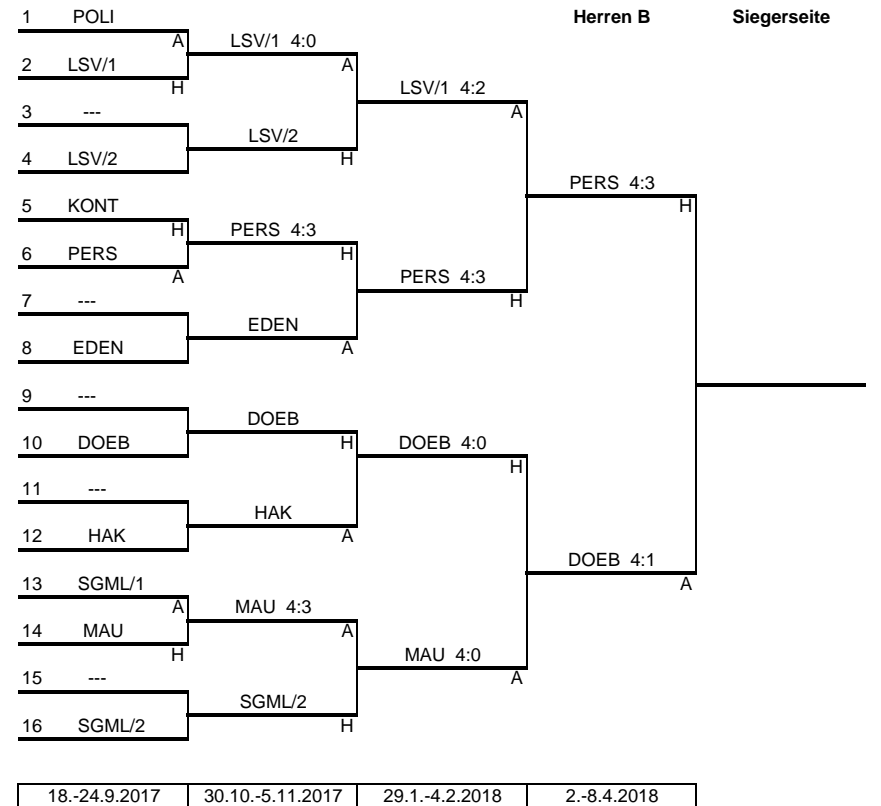 1 POLI Herren B Siegerseite
A LSV/1 4:0
2 LSV/1 A
H LSV/1 4:2
3 --- A
LSV/2
4 LSV/2 H
PERS 4:3
5 KONT H
H PERS 4:3
6 PERS H
A PERS 4:3
7 --- H
EDEN
8 EDEN A
9 ---
DOEB
10 DOEB H DOEB 4:0
H
11 ---
HAK
12 HAK A
DOEB 4:1
13 SGML/1 A
A MAU 4:3
14 MAU A
H MAU 4:0
15 --- A
SGML/2
16 SGML/2 H
18.-24.9.2017 30.10.-5.11.2017 29.1.-4.2.2018 2.-8.4.2018